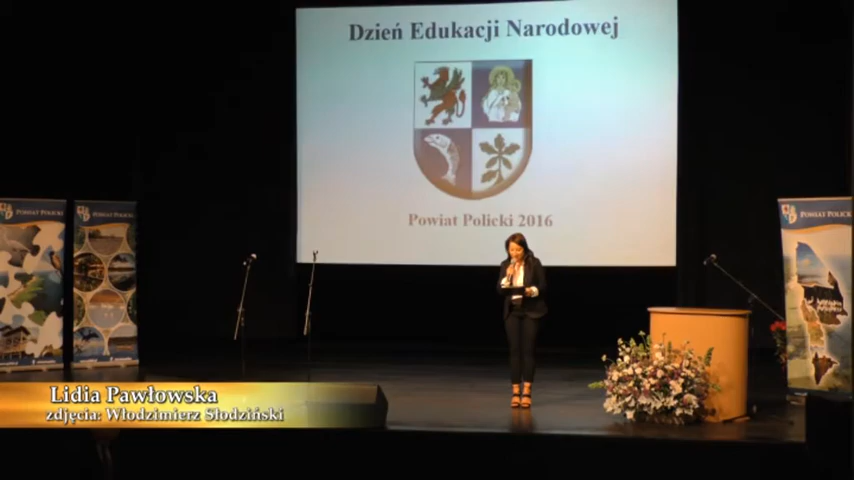 Dzień Edukacji Narodowej
Powiat Policki 2016
POWIAT POLICKI
POWIAT POLICKI
POWIAT POLICKI
Lidia Pawłowska
zdjęcia: Włodzimierz Słodziński